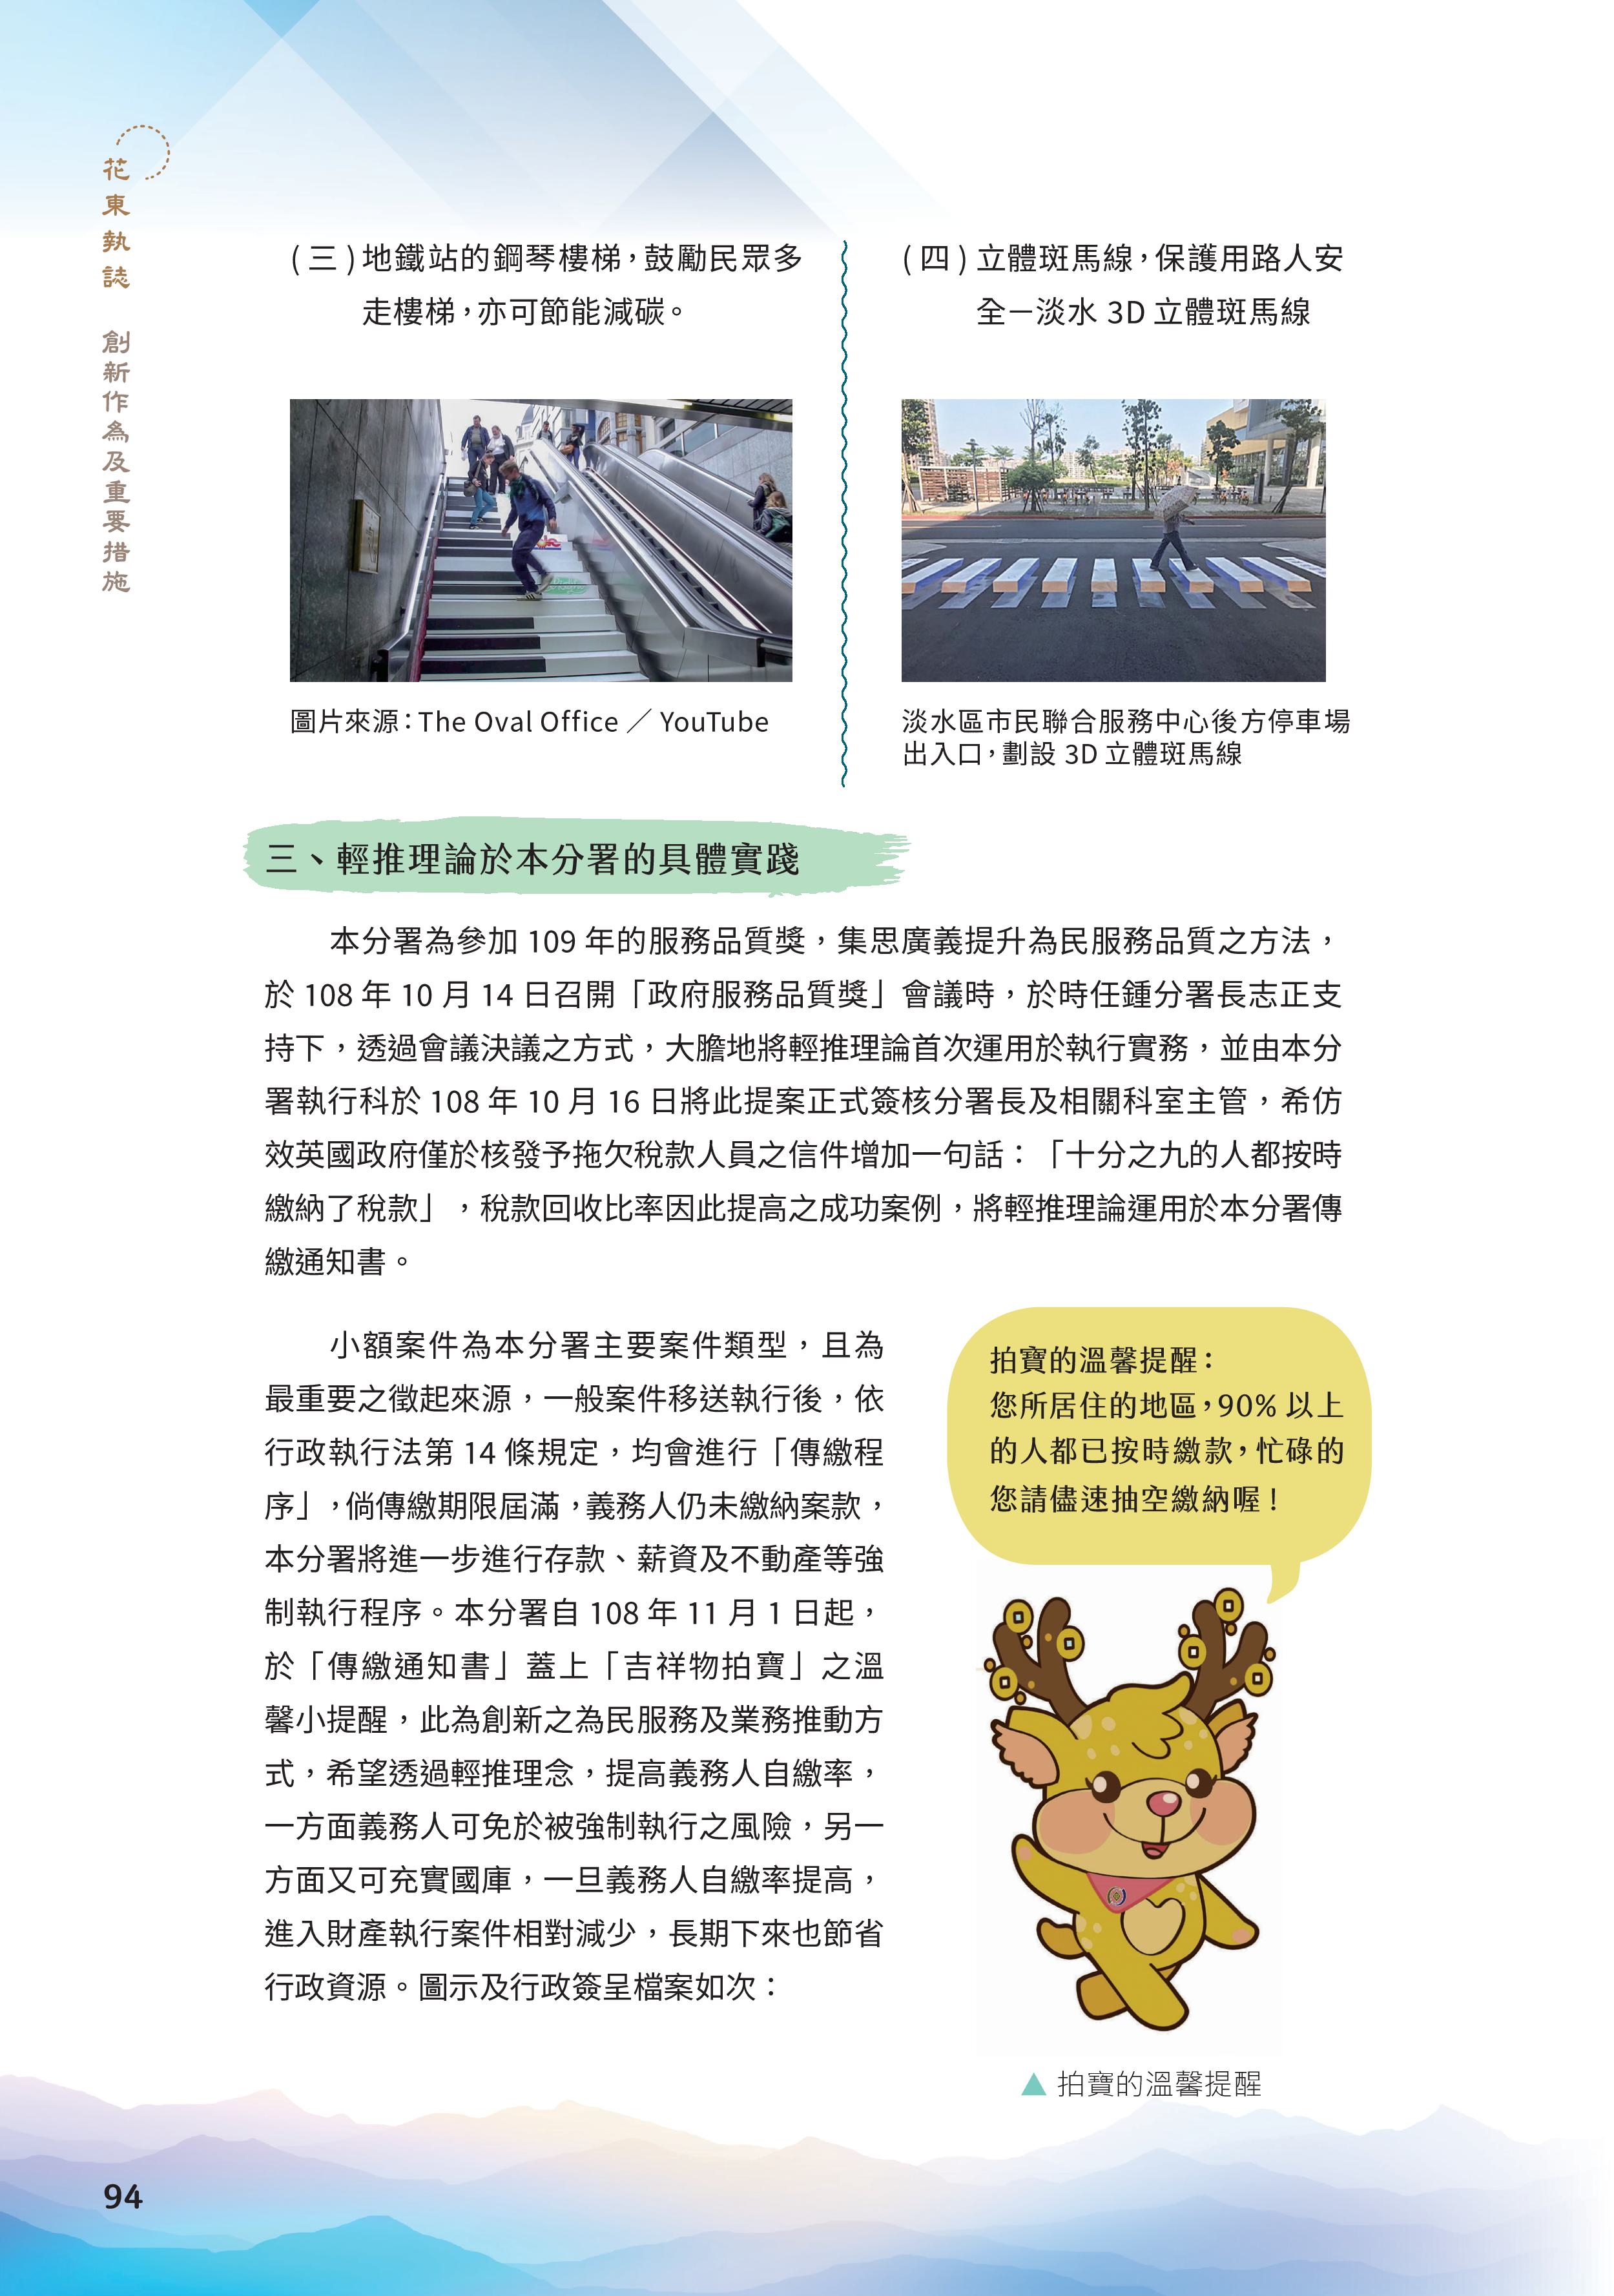 花東執誌 創新作為及重要措施
(三)地鐵站的鋼琴樓梯，鼓勵民眾多
走樓梯，亦可節能減碳。
圖片來源：The Oval Office ／ YouTube
(四)立體斑馬線，保護用路人安
全－淡水 3D 立體斑馬線
淡水區市民聯合服務中心後方停車場
出入口，劃設 3D 立體斑馬線
三、輕推理論於本分署的具體實踐
本分署為參加 109 年的服務品質獎，集思廣義提升為民服務品質之方法，
於 108 年 10 月 14 日召開「政府服務品質獎」會議時，於時任鍾分署長志正支
持下，透過會議決議之方式，大膽地將輕推理論首次運用於執行實務，並由本分
署執行科於 108 年 10 月 16 日將此提案正式簽核分署長及相關科室主管，希仿
效英國政府僅於核發予拖欠稅款人員之信件增加一句話：「十分之九的人都按時
繳納了稅款」，稅款回收比率因此提高之成功案例，將輕推理論運用於本分署傳
繳通知書。
小額案件為本分署主要案件類型，且為
最重要之徵起來源，一般案件移送執行後，依
行政執行法第 14 條規定，均會進行「傳繳程
序」，倘傳繳期限屆滿，義務人仍未繳納案款，
本分署將進一步進行存款、薪資及不動產等強
制執行程序。本分署自 108 年 11 月 1 日起，
於「傳繳通知書」蓋上「吉祥物拍寶」之溫
馨小提醒，此為創新之為民服務及業務推動方
式，希望透過輕推理念，提高義務人自繳率，
一方面義務人可免於被強制執行之風險，另一
方面又可充實國庫，一旦義務人自繳率提高，
進入財產執行案件相對減少，長期下來也節省
行政資源。圖示及行政簽呈檔案如次：
拍寶的溫馨提醒：
您所居住的地區，90% 以上
的人都已按時繳款，忙碌的
您請儘速抽空繳納喔！
▲ 拍寶的溫馨提醒
94